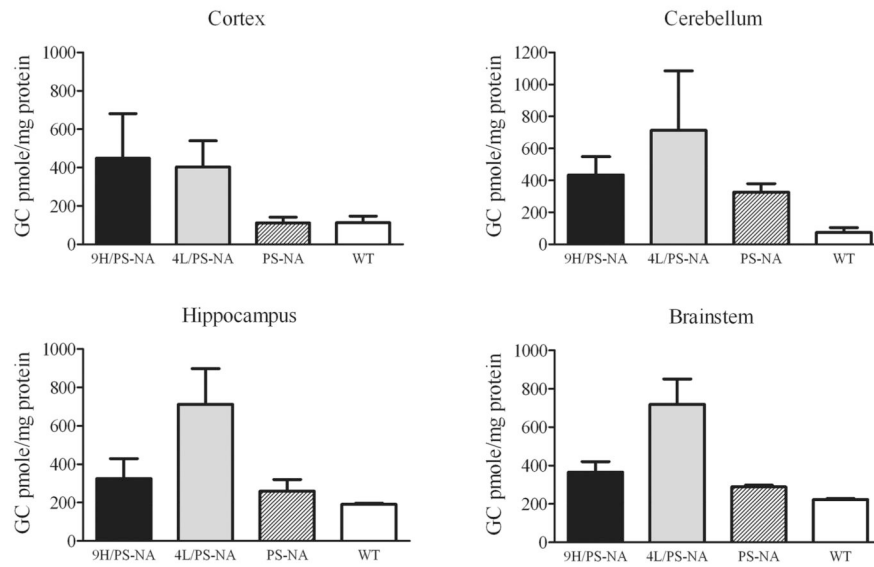 Cortex
GC pmole/mg protein
1000
800
600
400
200
0
9H/PS-NA 4L/PS-NA PS-NA WT
Cerebellum
GC pmole/mg protein
1200
1000
800
600
400
200
0
9H/PS-NA 4L/PS-NA PS-NA WT
Hippocampus
GC pmole/mg protein
1000
800
600
400
200
0
9H/PS-NA 4L/PS-NA PS-NA WT
Brainstem
GC pmole/mg protein
1000
800
600
400
200
0
9H/PS-NA 4L/PS-NA PS-NA WT